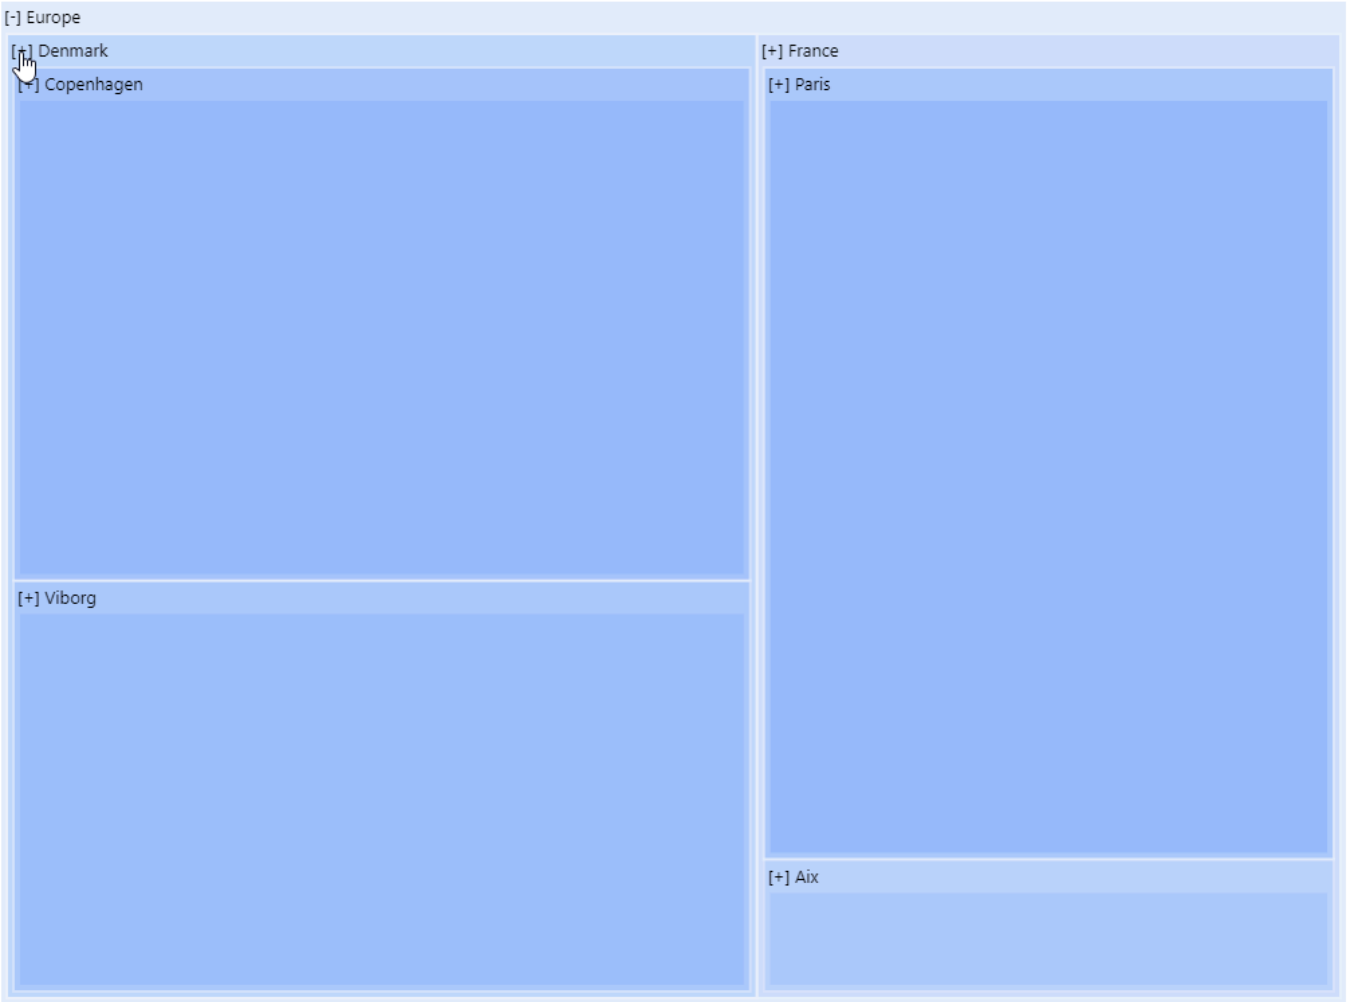 [-] Europe
[+] Denmark
[+] France
[+] Copenhagen
[+] Paris
[+] Viborg
[+] Aix